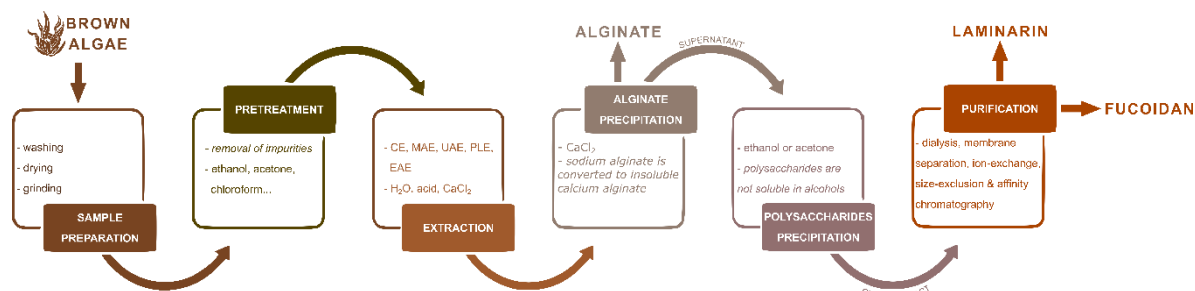 BROWN
ALGAE
- washing
- drying
- grinding
SAMPLE
PREPARATION
PRETREATMENT
- removal of impurities
- ethanol, acetone,
chloroform...
- CE, MAE, UAE, PLE,
EAE
- H₂O, acid, CaCl₂
EXTRACTION
ALGINATE
ALGINATE
PRECIPITATION
- CaCl₂
- sodium alginate is
converted to insoluble
calcium alginate
SUPERNATANT
- ethanol or acetone
- polysaccharides are
not soluble in alcohols
POLYSACCHARIDES
PRECIPITATION
LAMINARIN
PURIFICATION
FUCOIDAN
- dialysis, membrane
separation, ion-exchange,
size-exclusion & affinity
chromatography